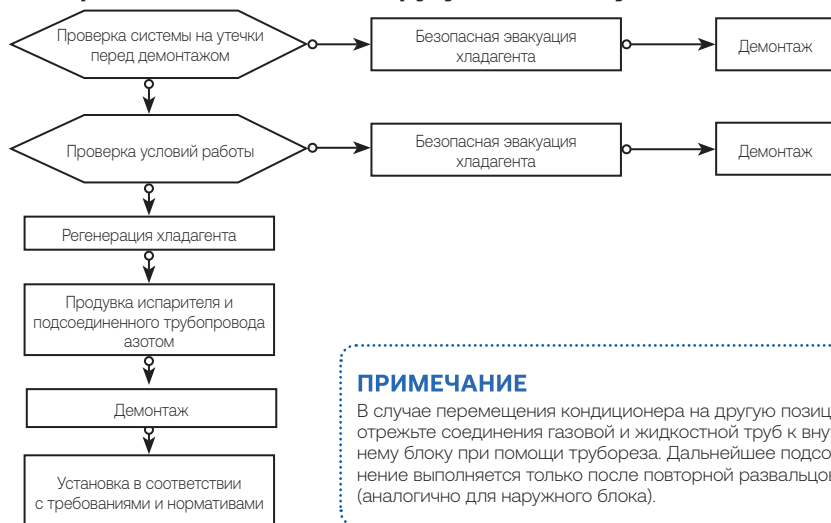 Проверка системы на утечки
перед демонтажом
Безопасная эвакуация
хладагента
Демонтаж
Проверка условий работы
Безопасная эвакуация
хладагента
Демонтаж
Регенерация хладагента
Продувка испарителя и
подсоединенного трубопровода
азотом
Демонтаж
Установка в соответствии
с требованиями и нормативами
ПРИМЕЧАНИЕ
В случае перемещения кондиционера на другую позиц
отрежьте соединения газовой и жидкостной труб к вну
нему блоку при помощи трубореза. Дальнейшее подсо
нение выполняется только после повторной развальцов
(аналогично для наружного блока).